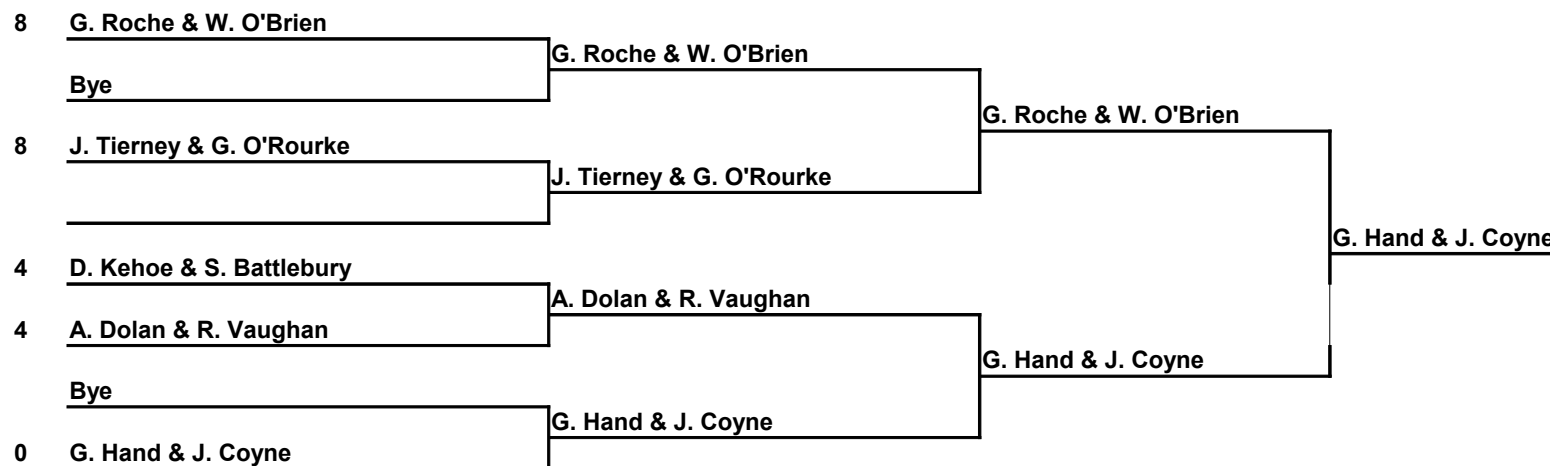 8 G. Roche & W. O'Brien
G. Roche & W. O'Brien
Bye
G. Roche & W. O'Brien
8 J. Tierney & G. O'Rourke
J. Tierney & G. O'Rourke
G. Hand & J. Coyne
4 D. Kehoe & S. Battlebury
A. Dolan & R. Vaughan
4 A. Dolan & R. Vaughan
G. Hand & J. Coyne
Bye
G. Hand & J. Coyne
0 G. Hand & J. Coyne